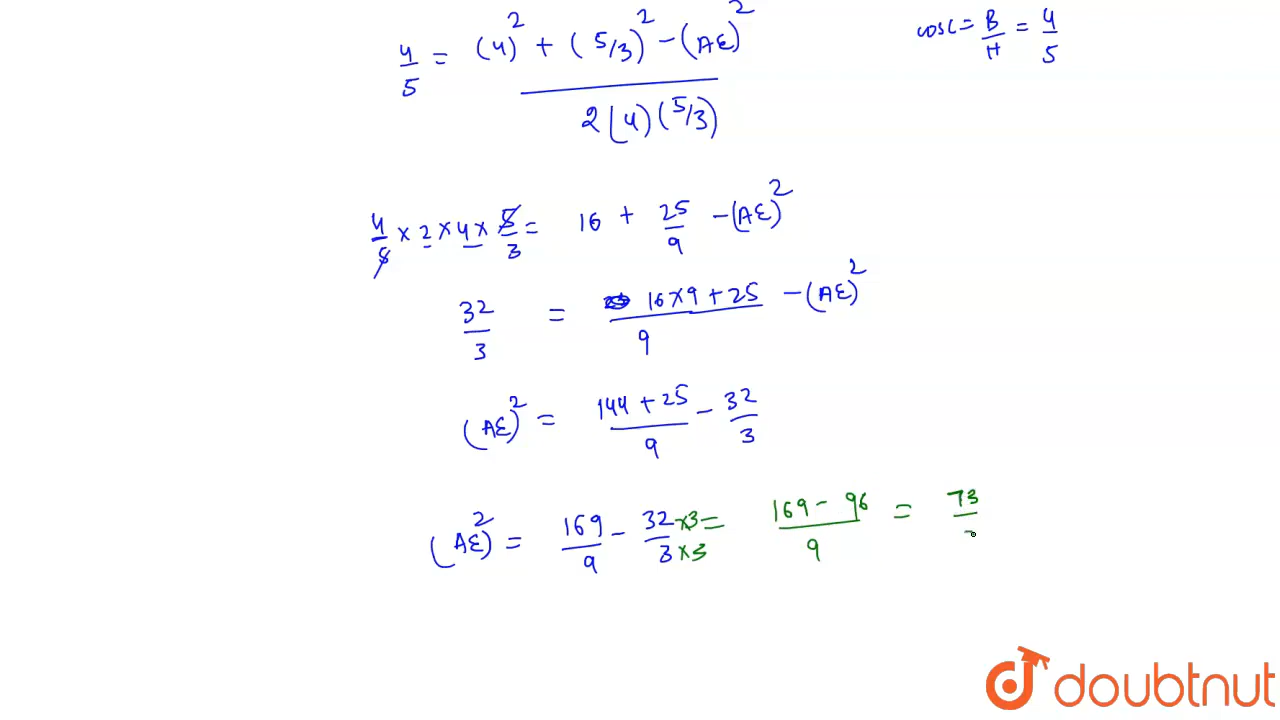 4/5 = (4)² + (5/3)² - (AE)² / 2(4)(5/3)
cosC = B/H = 4/5
4/5 × 2 × 4 × 5/3 = 16 + 25/9 - (AE)²
32/3 = 16×9+25/9 - (AE)²
(AE)² = 144+25/9 - 32/3
(AE)² = 169/9 - 32×3/3×3 = 169-96/9 = 73/
doubtnut